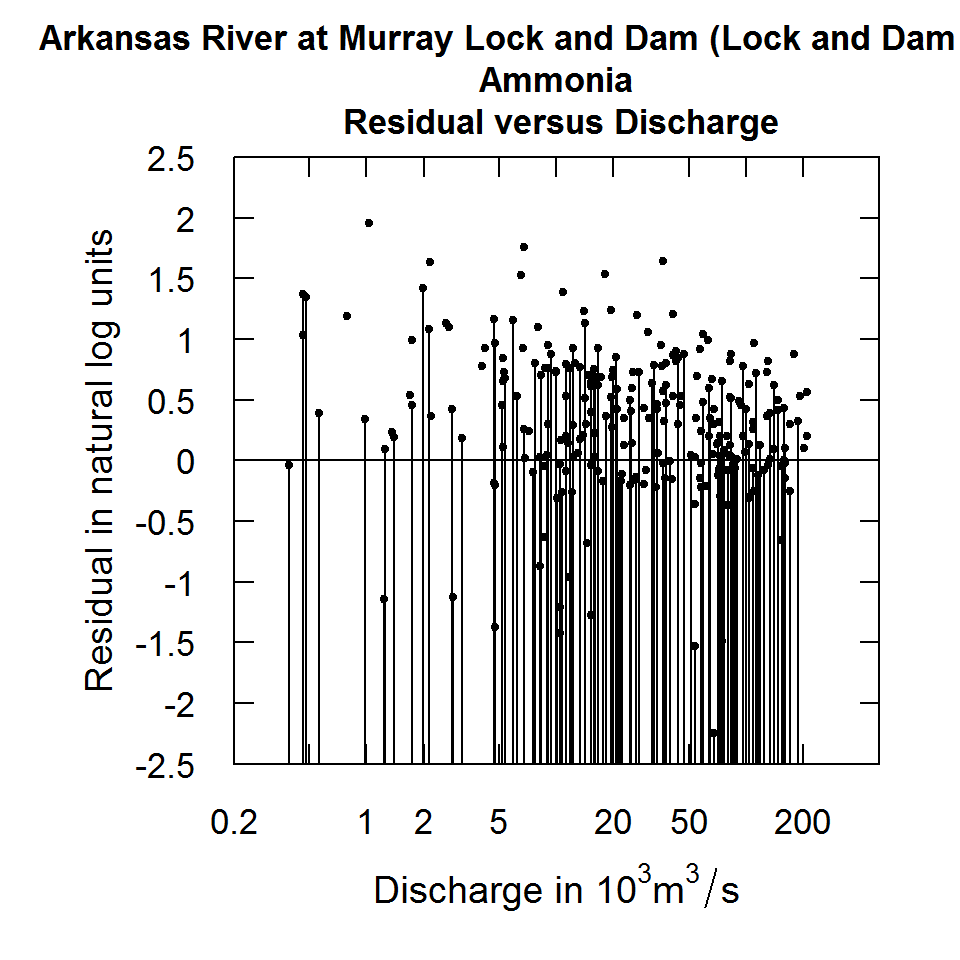 Arkansas River at Murray Lock and Dam (Lock and Dam
Ammonia
Residual versus Discharge
Residual in natural log units
2.5
2
1.5
1
0.5
0
-0.5
-1
-1.5
-2
-2.5
0.2 1 2 5 20 50 200
Discharge in 10³m³/s